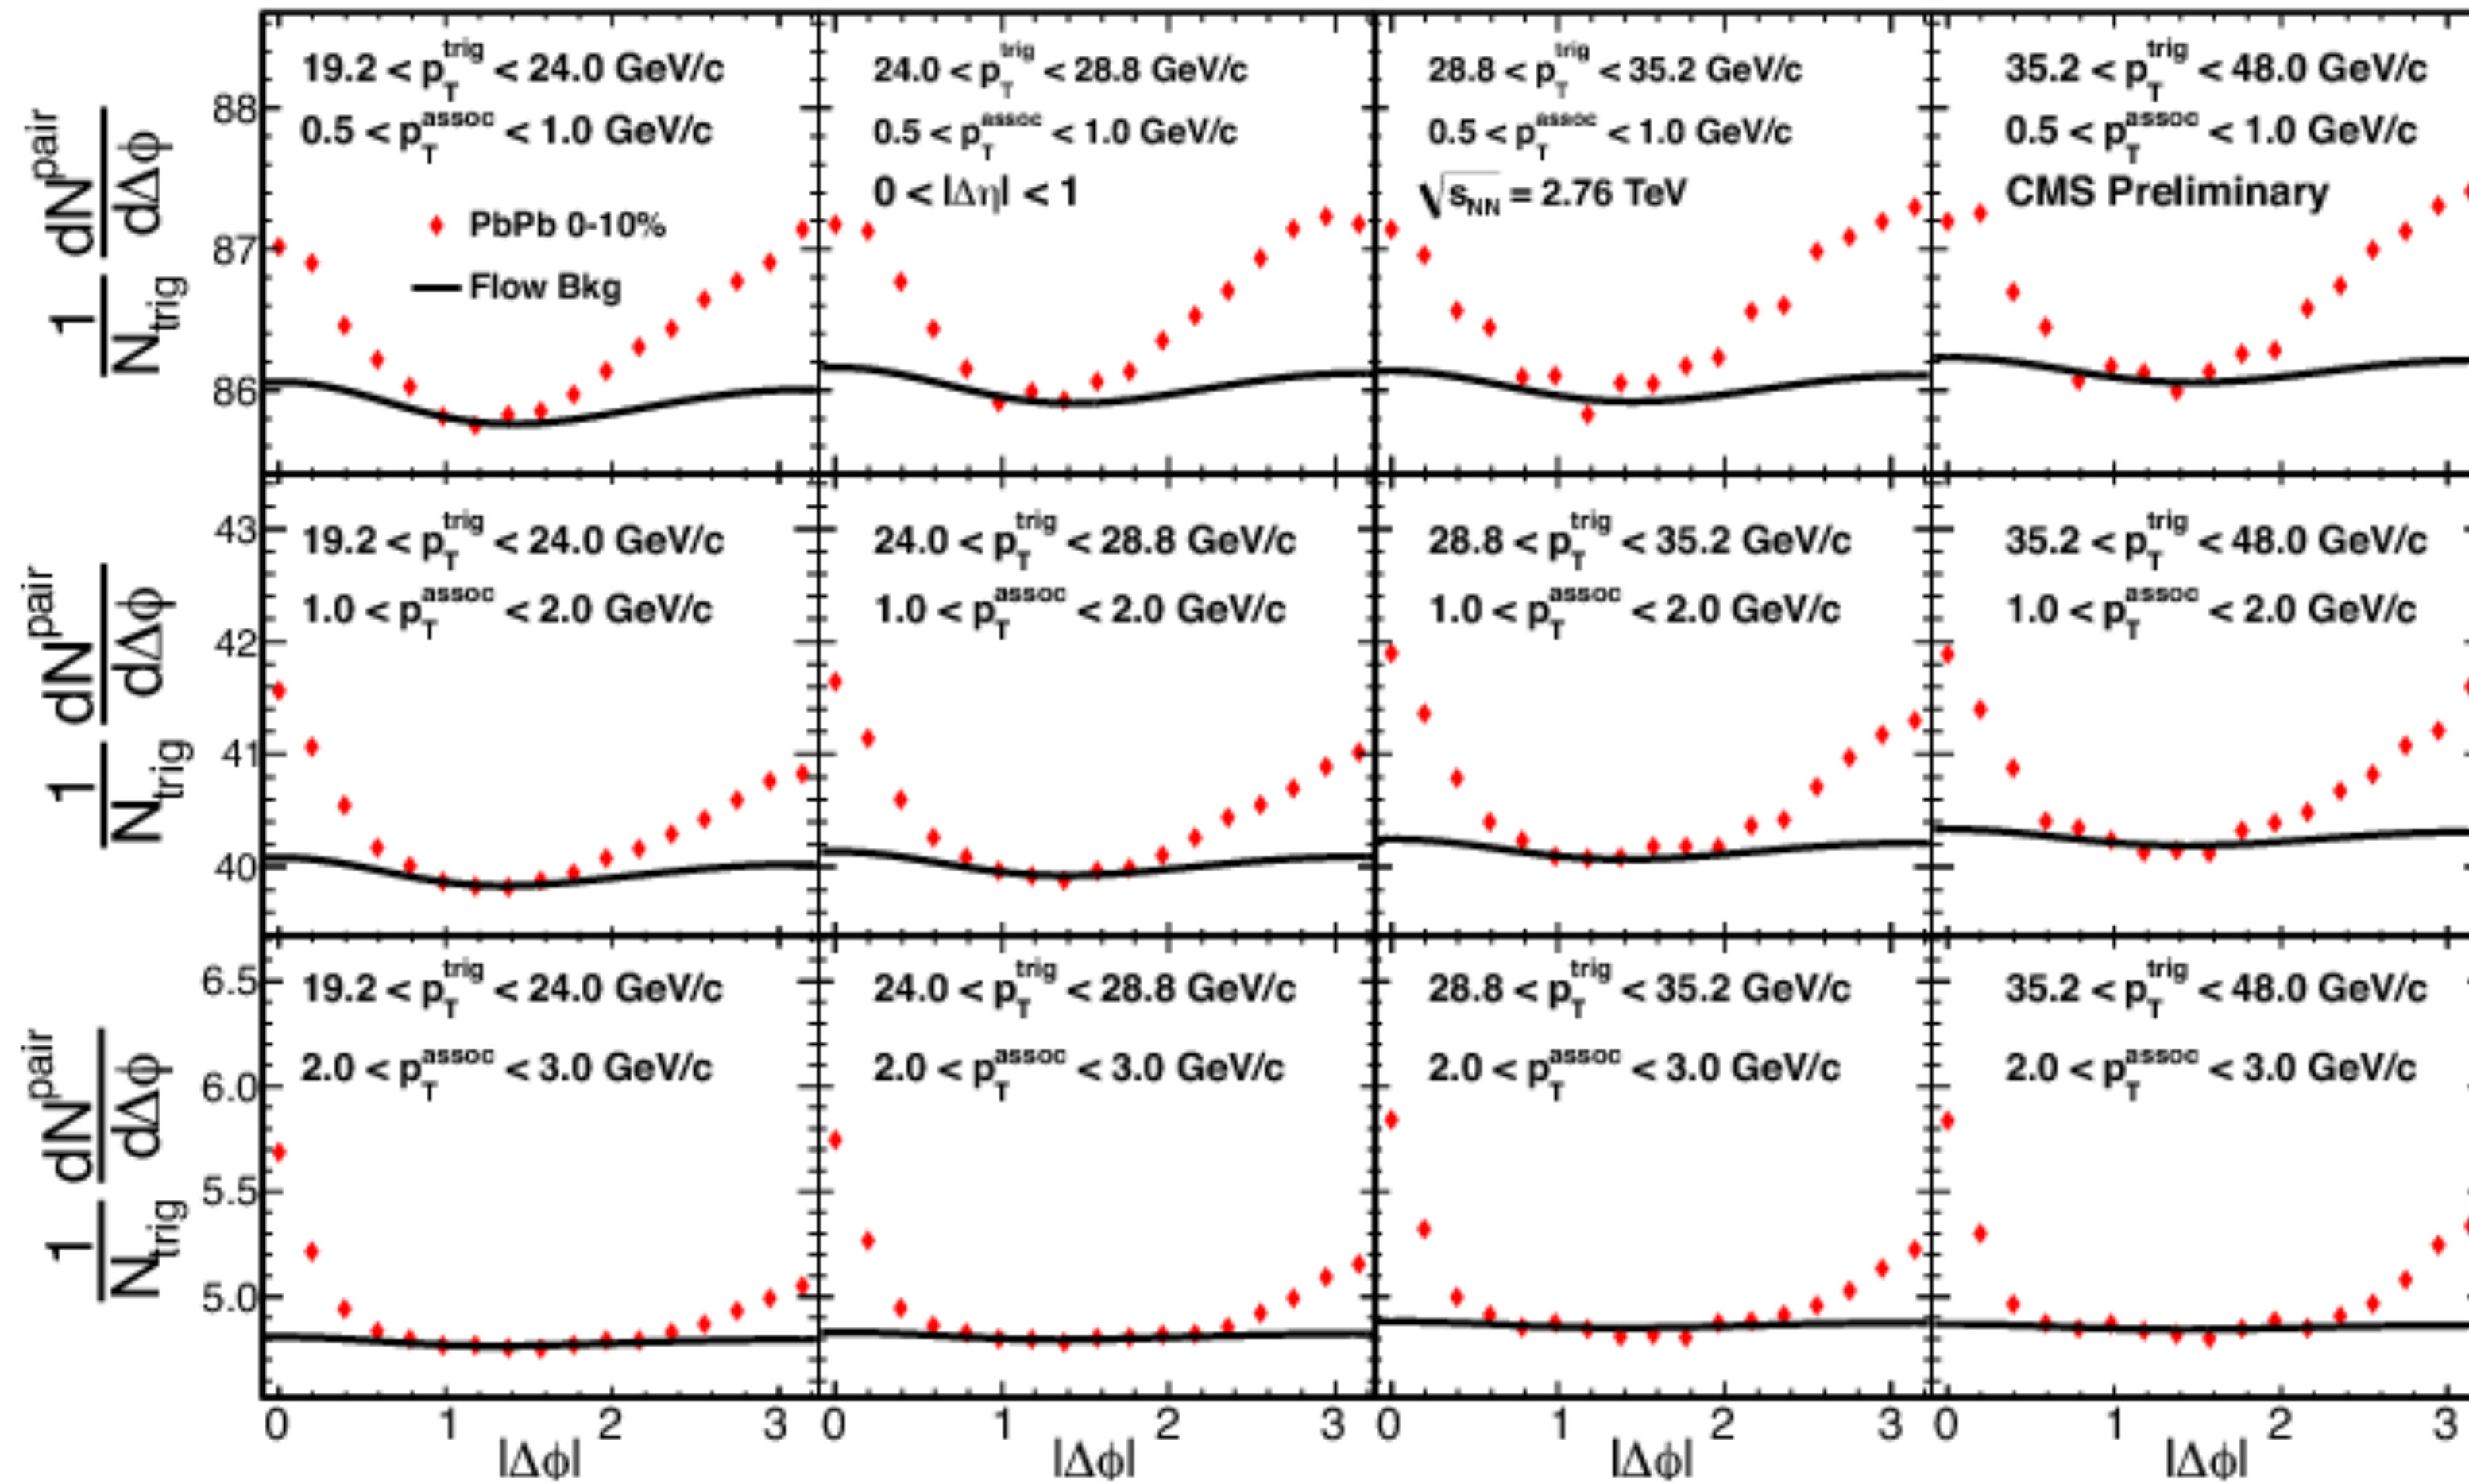 1/N_trig dN^pair/dΔϕ
88
87
86
19.2 < p_T^trig < 24.0 GeV/c
0.5 < p_T^assoc < 1.0 GeV/c
PbPb 0-10%
Flow Bkg
24.0 < p_T^trig < 28.8 GeV/c
0.5 < p_T^assoc < 1.0 GeV/c
0 < |Δη| < 1
28.8 < p_T^trig < 35.2 GeV/c
0.5 < p_T^assoc < 1.0 GeV/c
√s_NN = 2.76 TeV
35.2 < p_T^trig < 48.0 GeV/c
0.5 < p_T^assoc < 1.0 GeV/c
CMS Preliminary
1/N_trig dN^pair/dΔϕ
43
42
41
40
19.2 < p_T^trig < 24.0 GeV/c
1.0 < p_T^assoc < 2.0 GeV/c
24.0 < p_T^trig < 28.8 GeV/c
1.0 < p_T^assoc < 2.0 GeV/c
28.8 < p_T^trig < 35.2 GeV/c
1.0 < p_T^assoc < 2.0 GeV/c
35.2 < p_T^trig < 48.0 GeV/c
1.0 < p_T^assoc < 2.0 GeV/c
1/N_trig dN^pair/dΔϕ
6.5
6.0
5.5
5.0
19.2 < p_T^trig < 24.0 GeV/c
2.0 < p_T^assoc < 3.0 GeV/c
24.0 < p_T^trig < 28.8 GeV/c
2.0 < p_T^assoc < 3.0 GeV/c
28.8 < p_T^trig < 35.2 GeV/c
2.0 < p_T^assoc < 3.0 GeV/c
35.2 < p_T^trig < 48.0 GeV/c
2.0 < p_T^assoc < 3.0 GeV/c
0 1 2 3 0 1 2 3 0 1 2 3 0 1 2 3
|Δϕ| |Δϕ| |Δϕ| |Δϕ|